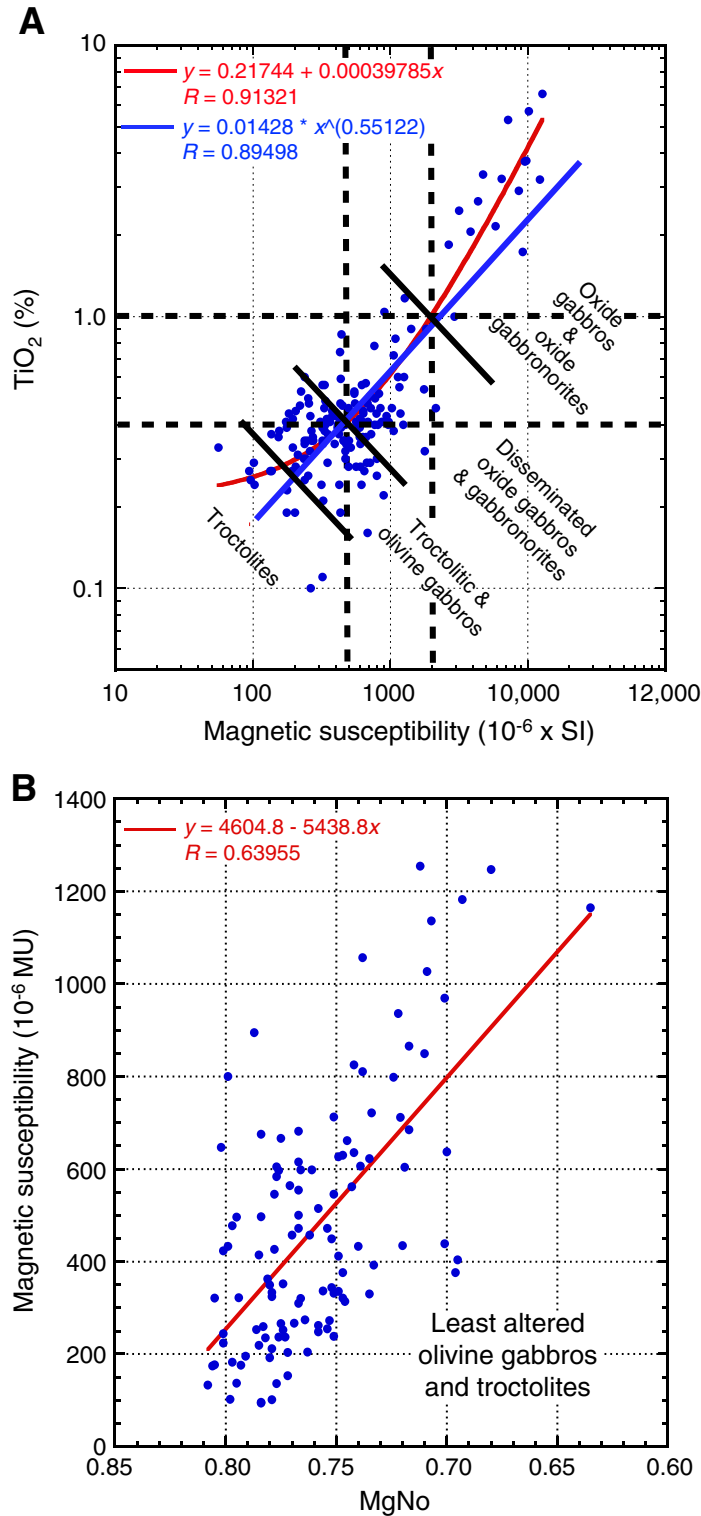 A
10
y = 0.21744 + 0.00039785x
R = 0.91321
y = 0.01428 * x^(0.55122)
R = 0.89498
TiO2 (%)
1.0
0.1
Oxide
gabbros
&
oxide
gabbronorites
Disseminated
oxide gabbros
& gabbronorites
Troctolitic &
olivine gabbros
Troctolites
10
100
1000
10,000
12,000
Magnetic susceptibility (10-6 x SI)
B
1400
y = 4604.8 - 5438.8x
R = 0.63955
1200
1000
800
600
400
200
0
Magnetic susceptibility (10-6 MU)
Least altered
olivine gabbros
and troctolites
0.85
0.80
0.75
0.70
0.65
0.60
MgNo